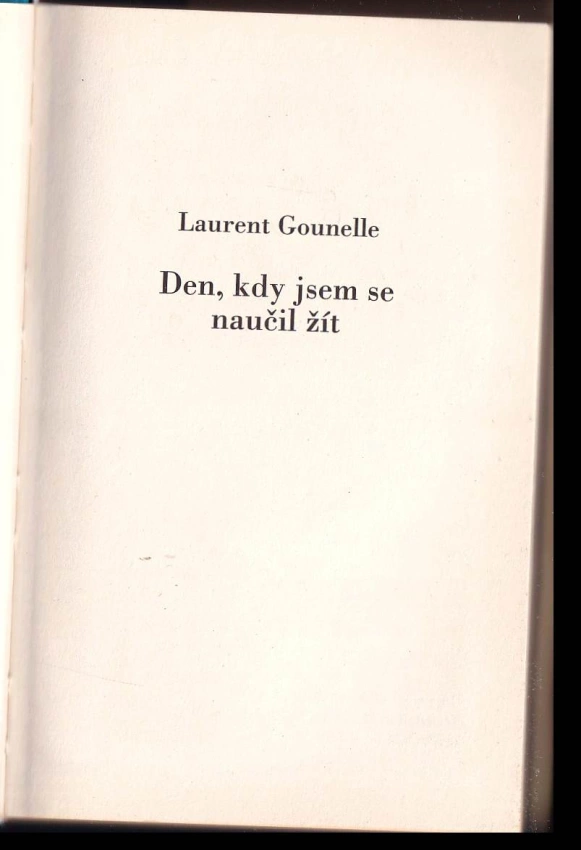 Laurent Gounelle
Den, kdy jsem se
naučil žít